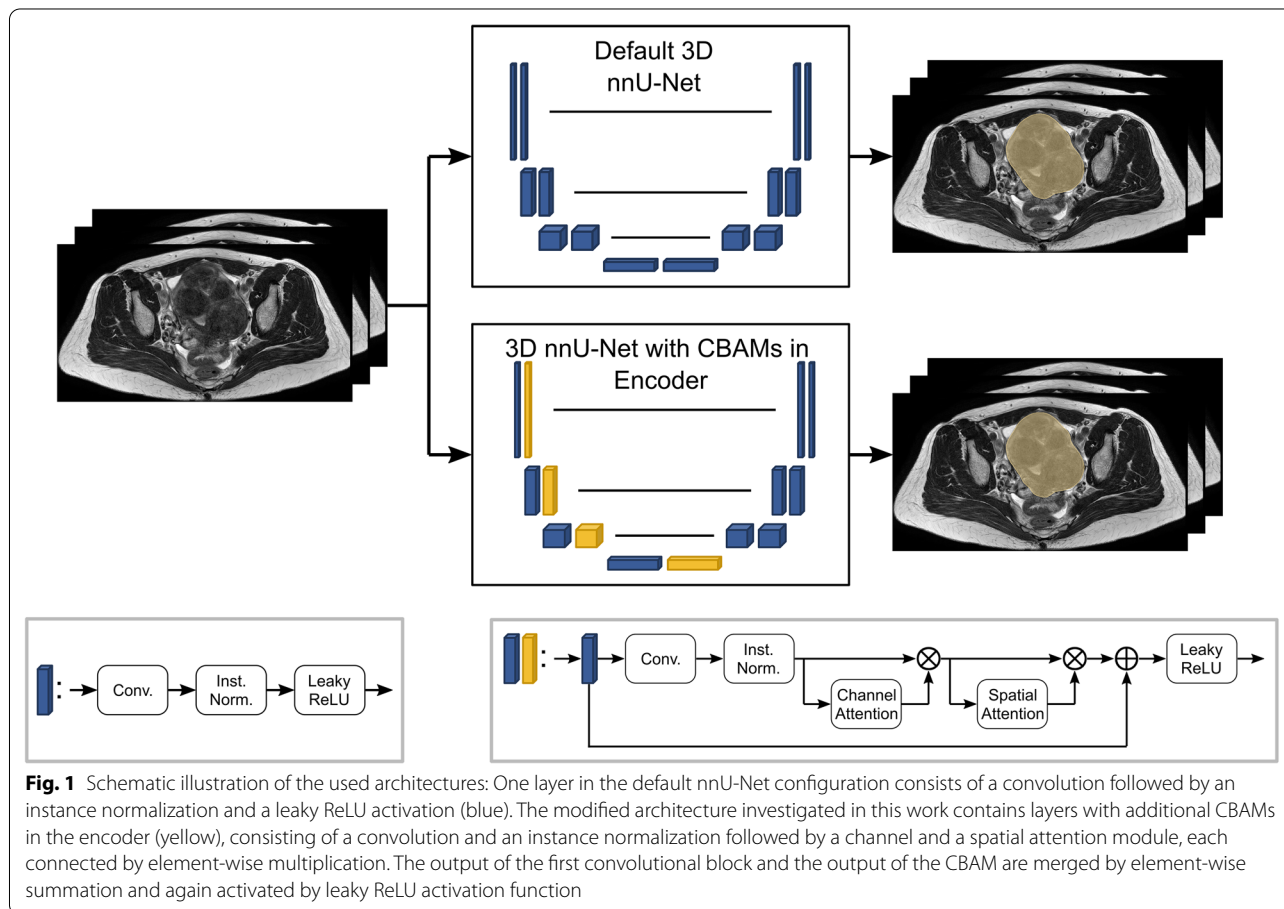 Default 3D
nnU-Net
3D nnU-Net with CBAMs in
Encoder
:
Conv.
Inst.
Norm.
Leaky
ReLU
:
Conv.
Inst.
Norm.
Channel
Attention
Spatial
Attention
Leaky
ReLU
Fig. 1 Schematic illustration of the used architectures: One layer in the default nnU-Net configuration consists of a convolution followed by an
instance normalization and a leaky ReLU activation (blue). The modified architecture investigated in this work contains layers with additional CBAMs
in the encoder (yellow), consisting of a convolution and an instance normalization followed by a channel and a spatial attention module, each
connected by element-wise multiplication. The output of the first convolutional block and the output of the CBAM are merged by element-wise
summation and again activated by leaky ReLU activation function